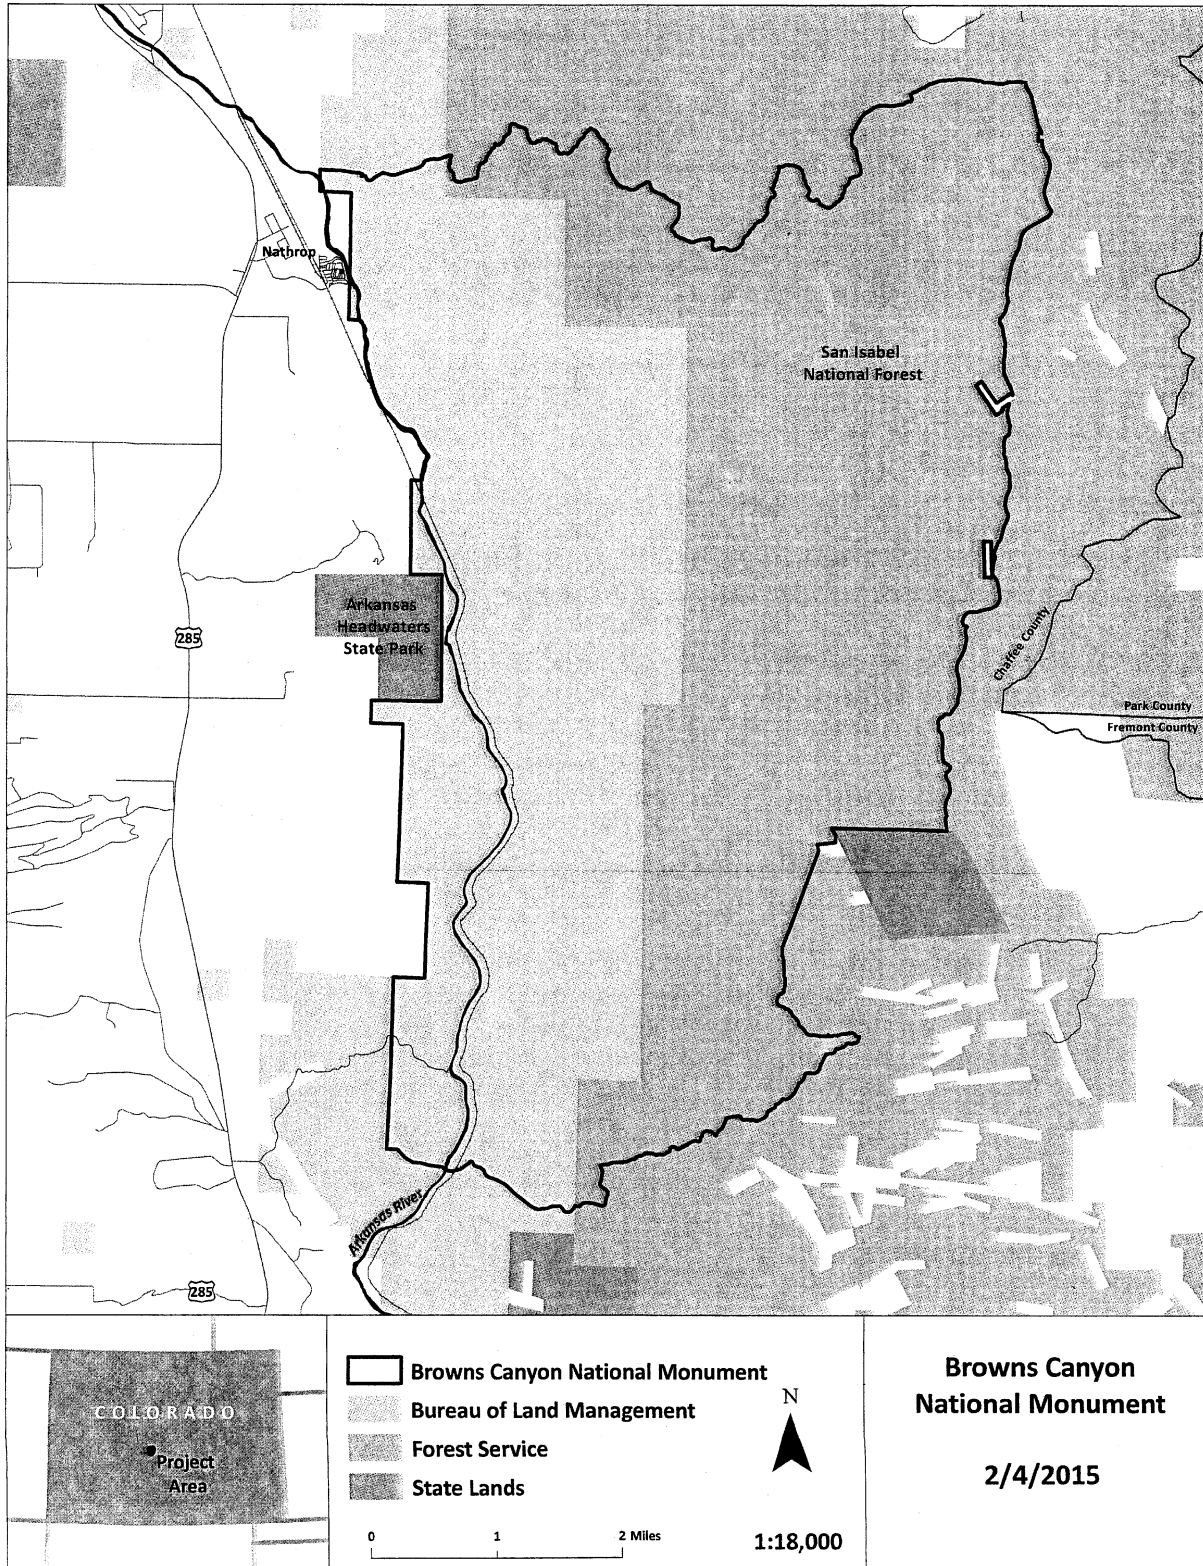 Nathrop
San Isabel
National Forest
Arkansas
Headwaters
State Park
285
Chaffee County
Park County
Fremont County
Arkansas River
285
COLORADO
Project
Area
Browns Canyon National Monument
Bureau of Land Management
Forest Service
State Lands
N
0 1 2 Miles
1:18,000
Browns Canyon
National Monument
2/4/2015